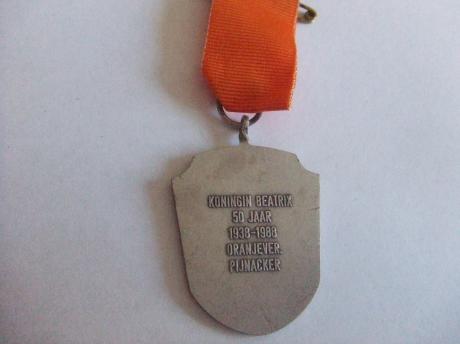 KONINGIN BEATRIX
50 JAAR
1938-1988
ORANJEVER.
PIJNACKER